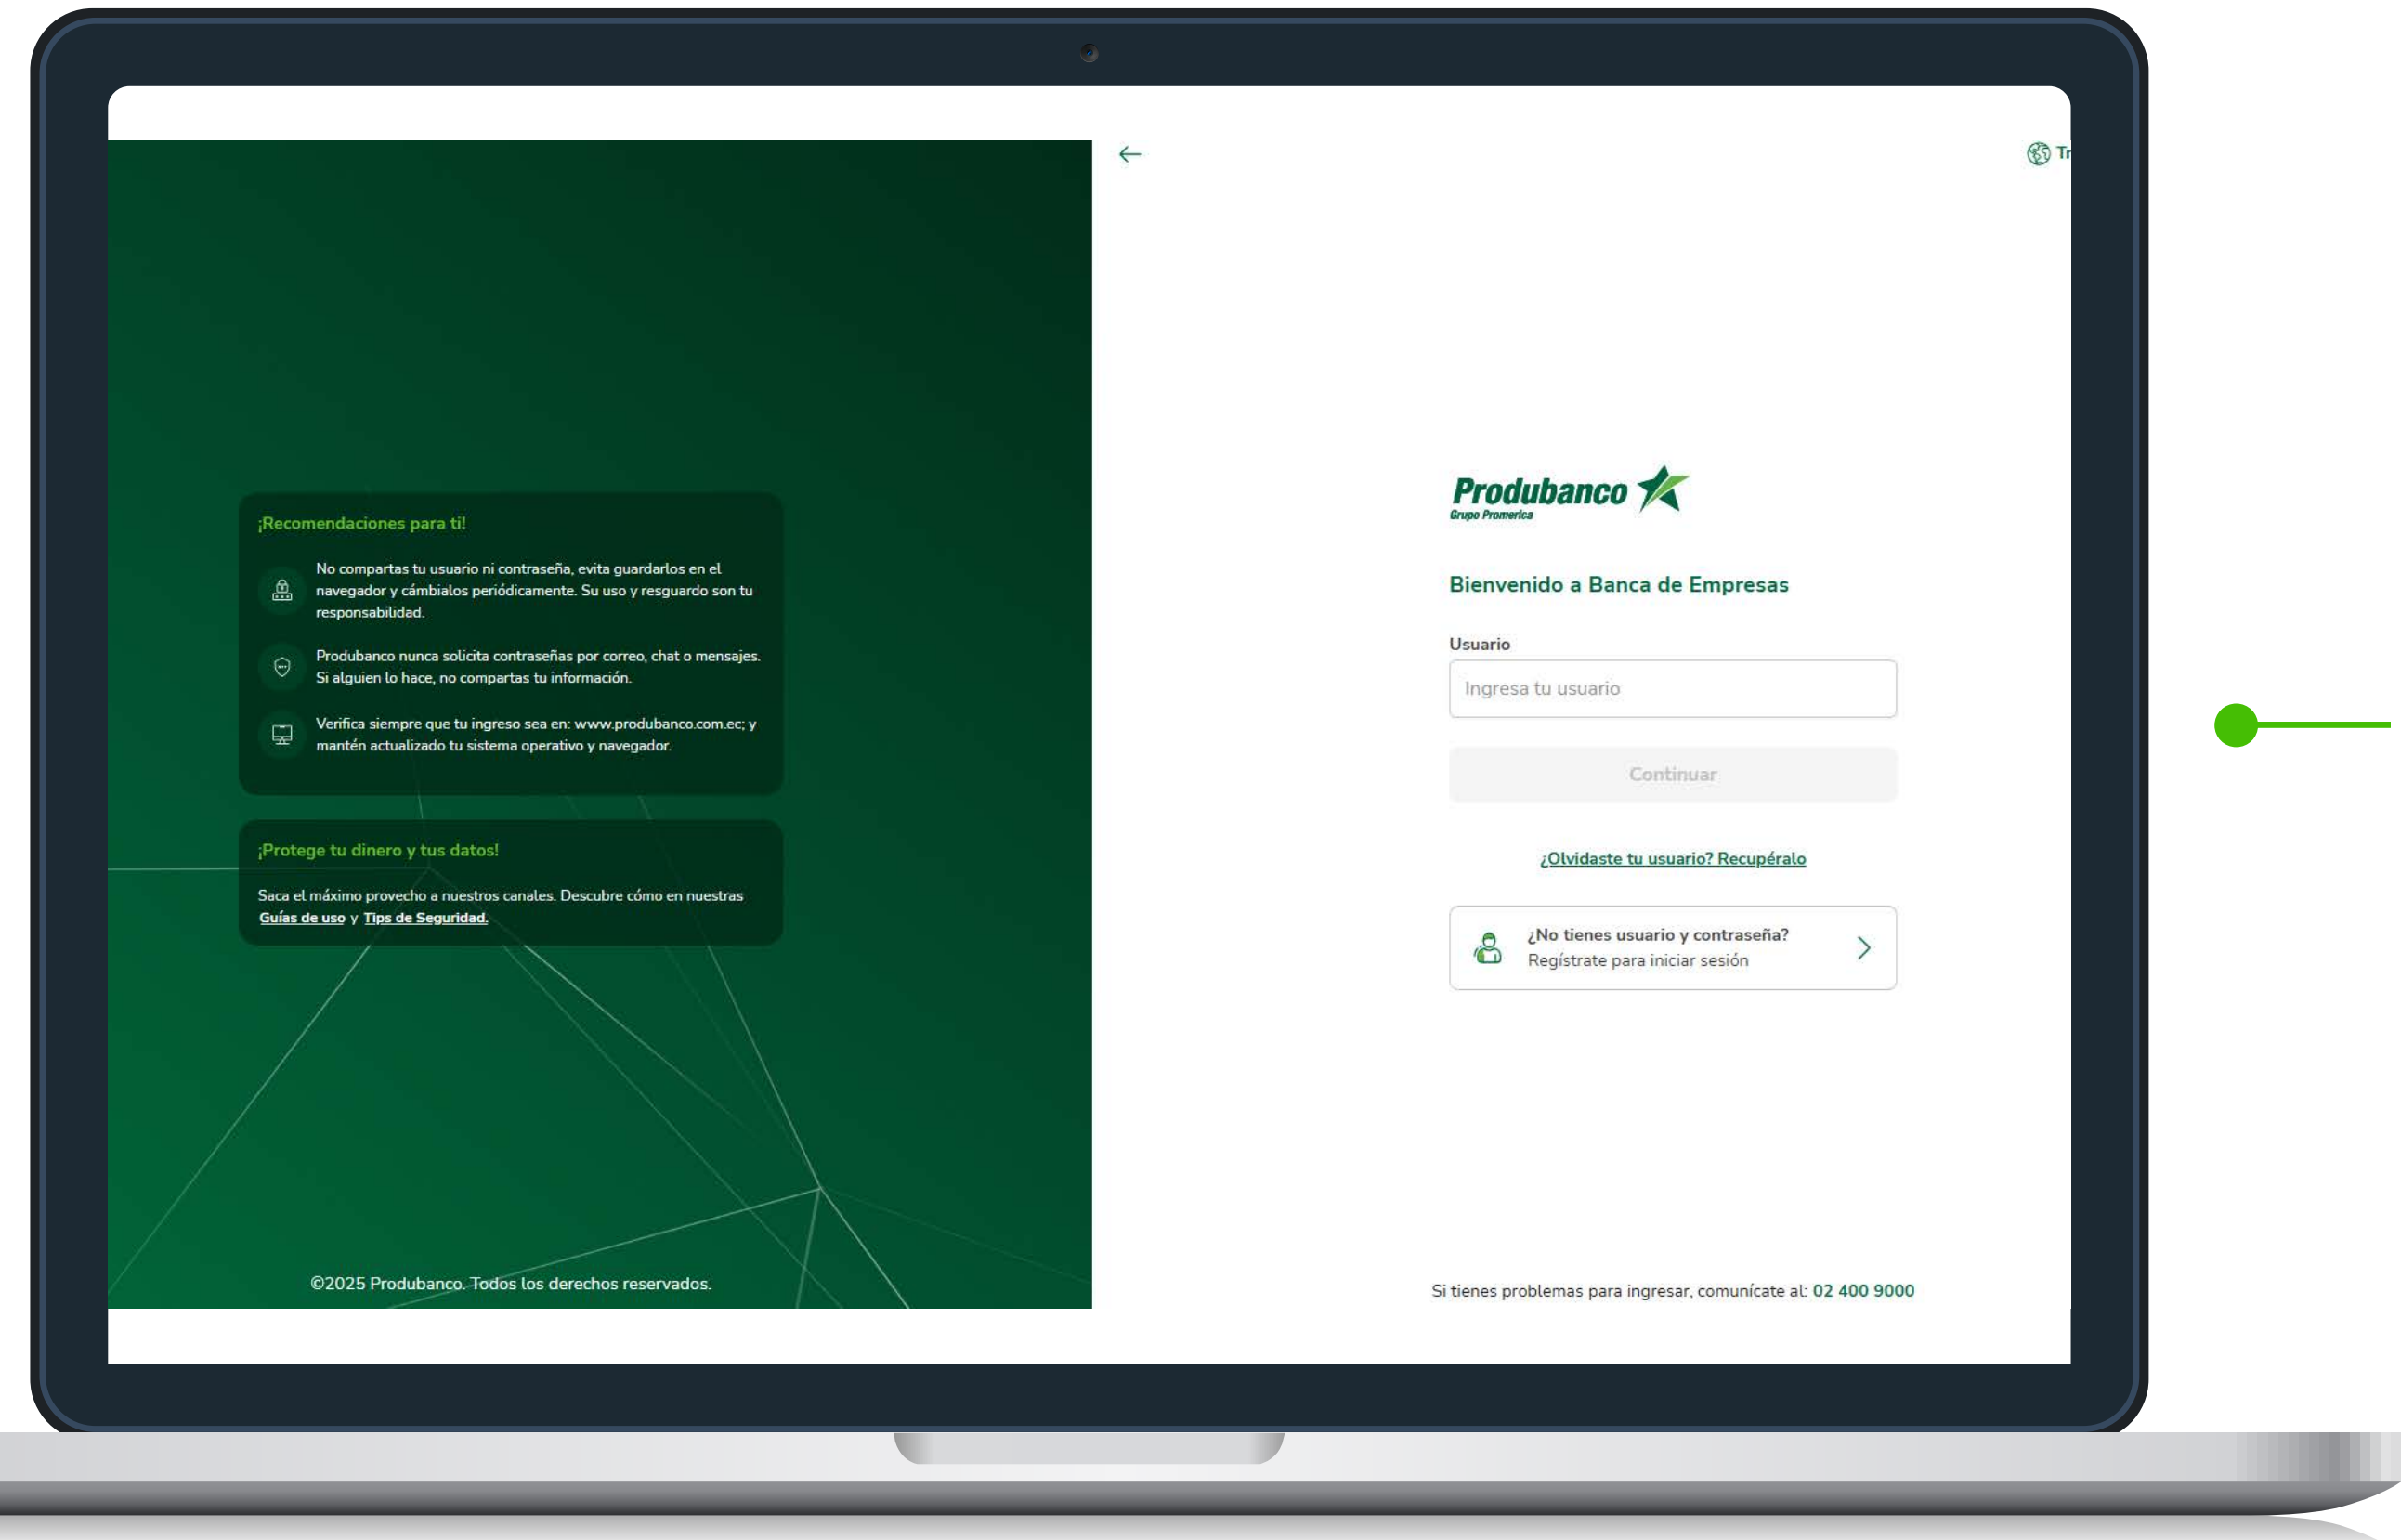 Tr
¡Recomendaciones para ti!
No compartas tu usuario ni contraseña, evita guardarlos en el
navegador y cámbialos periódicamente. Su uso y resguardo son tu
responsabilidad.
Produbanco nunca solicita contraseñas por correo, chat o mensajes.
Si alguien lo hace, no compartas tu información.
Verifica siempre que tu ingreso sea en: www.produbanco.com.ec; y
mantén actualizado tu sistema operativo y navegador.
¡Protege tu dinero y tus datos!
Saca el máximo provecho a nuestros canales. Descubre cómo en nuestras
Guías de uso y Tips de Seguridad.
©2025 Produbanco. Todos los derechos reservados.
Produbanco
Grupo Promerica
Bienvenido a Banca de Empresas
Usuario
Ingresa tu usuario
Continuar
¿Olvidaste tu usuario? Recupéralo
¿No tienes usuario y contraseña?
Regístrate para iniciar sesión
Si tienes problemas para ingresar, comunícate al: 02 400 9000